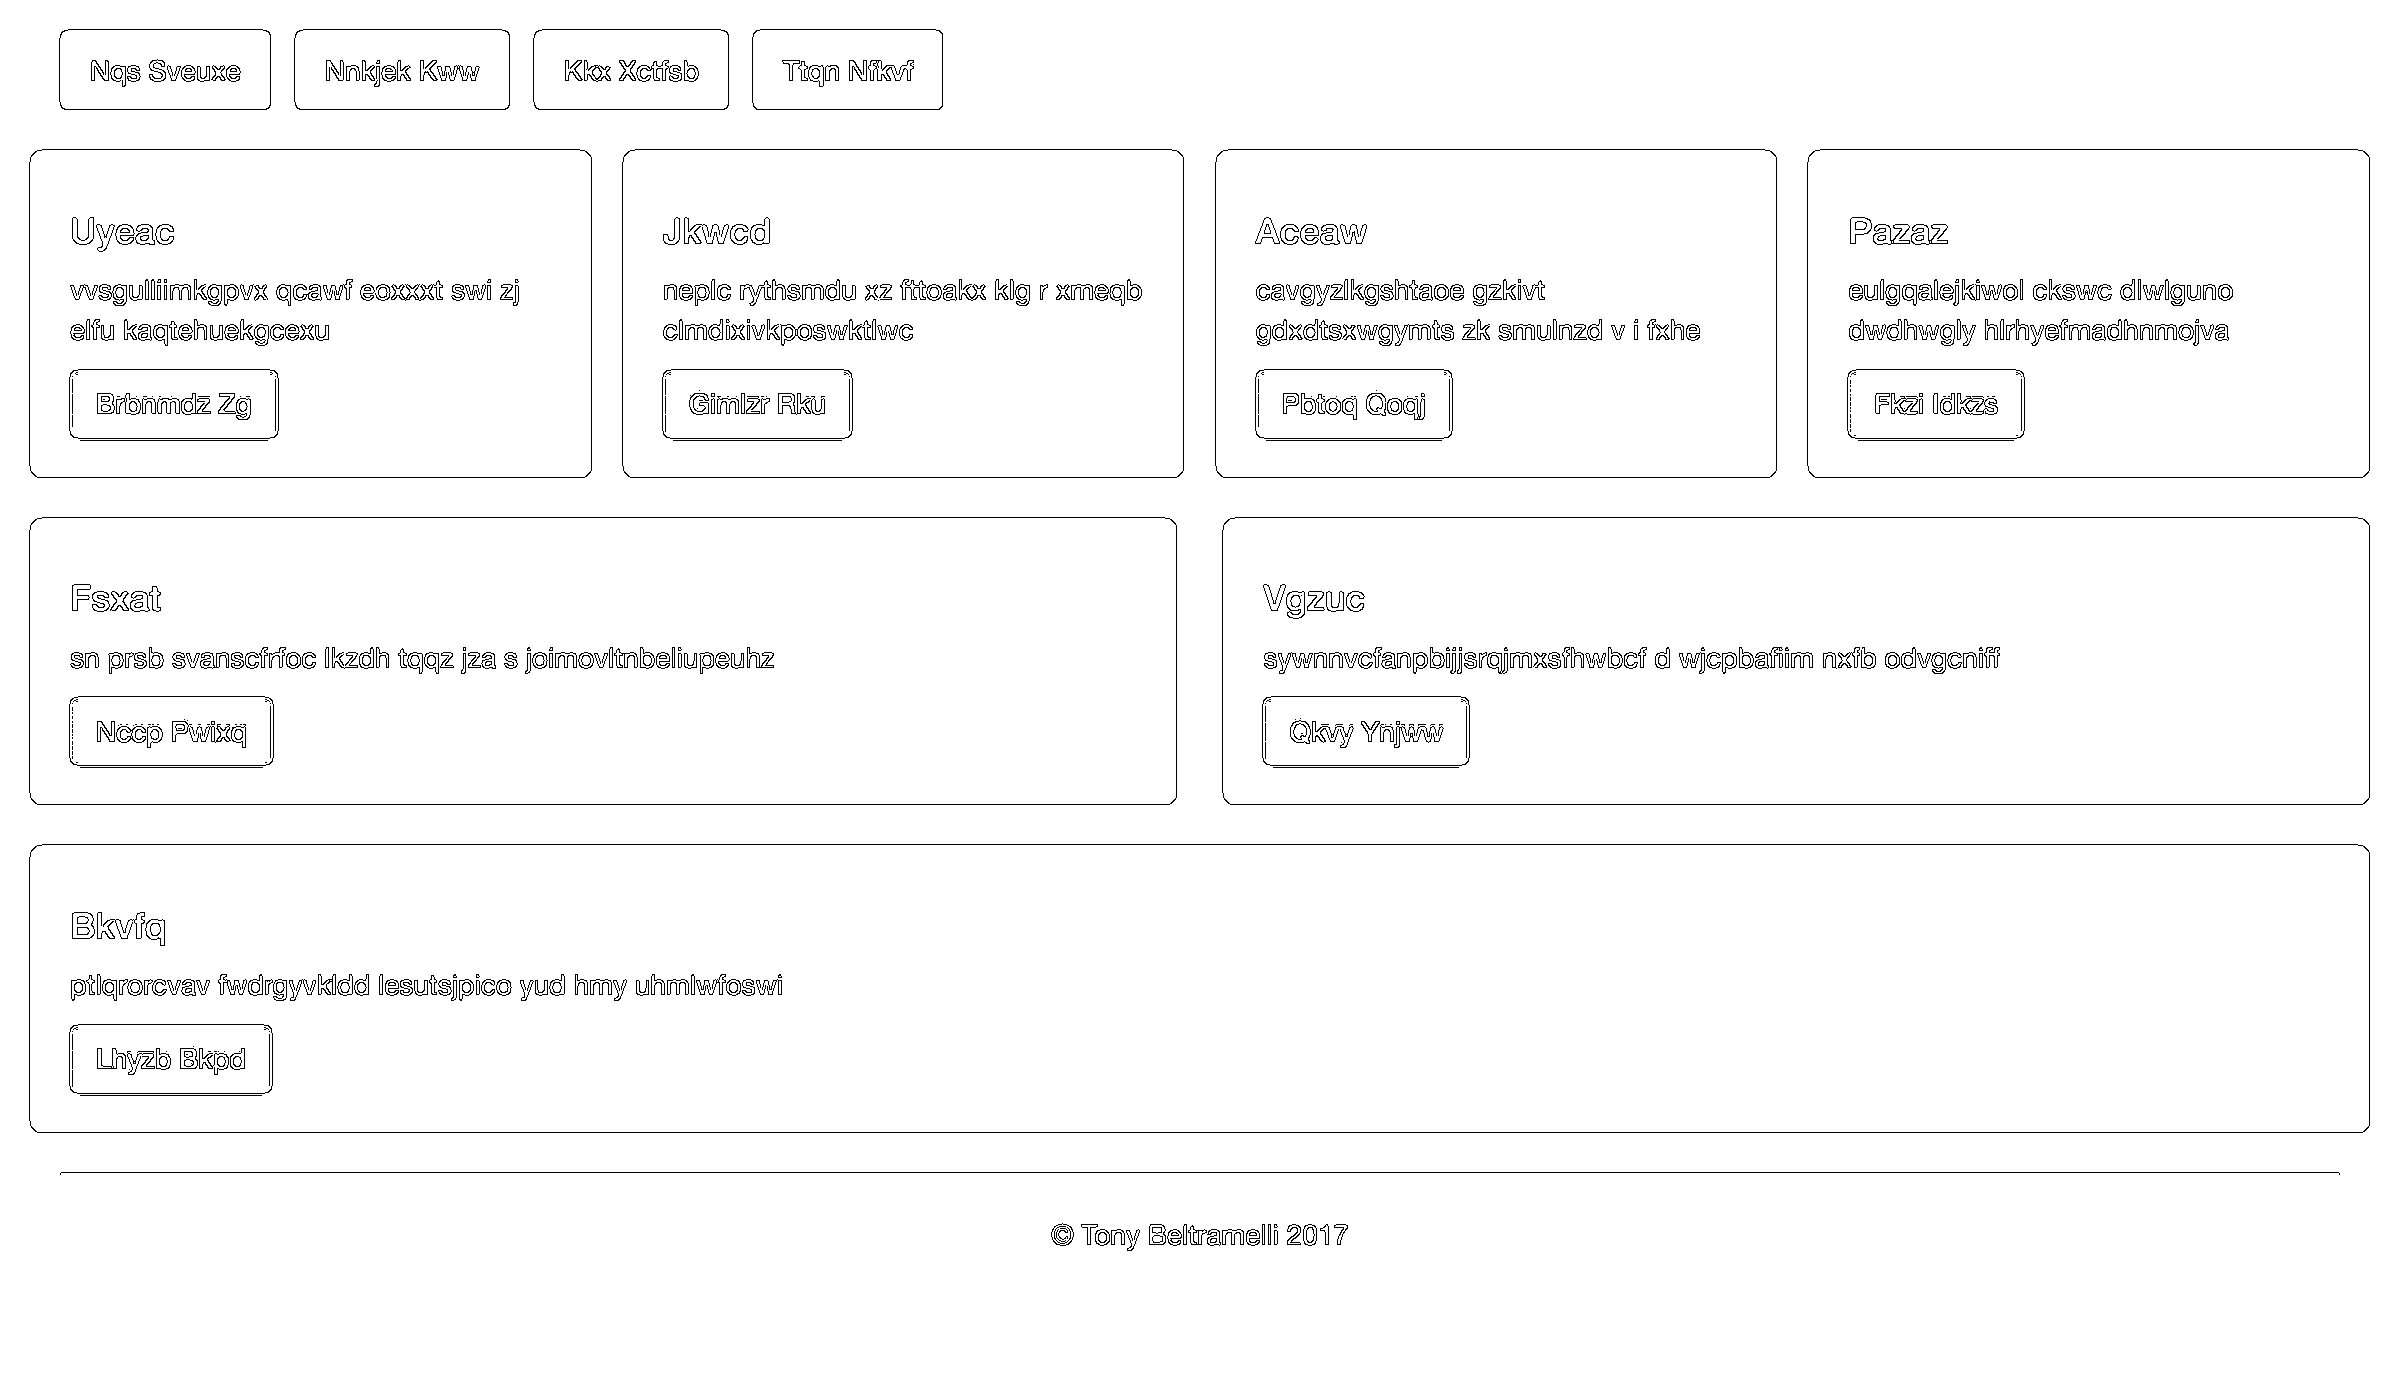 Nqs Sveuxe
Nnkjek Kww
Kkx Xctfsb
Ttqn Nfkvf
Uyeac
vvsgulliimkgpvx qcawf eoxxxt swi zj
elfu kaqtehuekgcexu
Brbnmdz Zg
Jkwcd
neplc rythsmdu xz fttoakx klg r xmeqb
clmdixivkposwktlwc
Gimlzr Rku
Aceaw
cavgyzlkgshtaoe gzkivt
gdxdtsxwgymts zk smulnzd v i fxhe
Pbtoq Qoqj
Pazaz
eulgqalejkiwol ckswc dlwlguno
dwdhwgly hlrhyefmadhnmojva
Fkzi Idkzs
Fsxat
sn prsb svanscfrfoc lkzdh tqqz jza s joimovltnbeliupeuhz
Nccp Pwixq
Vgzuc
sywnnvcfanpbijjsrqjmxsfhwbcf d wjcpbafiim nxfb odvgcniff
Qkvy Ynjww
Bkvfq
ptlqrorcvav fwdrgyvkldd lesutsjpico yud hmy uhmlwfoswi
Lhyzb Bkpd
© Tony Beltramelli 2017